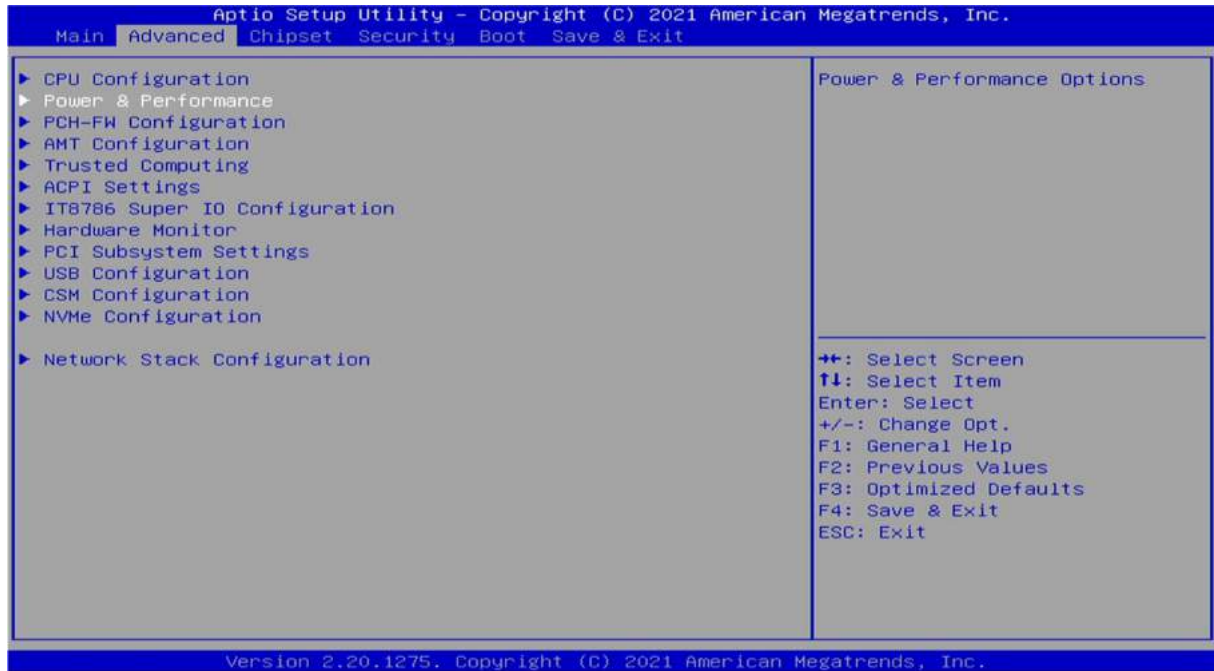 Aptio Setup Utility – Copyright (C) 2021 American Megatrends, Inc.
Main Advanced Chipset Security Boot Save & Exit
► CPU Configuration
► Power & Performance
► PCH-FW Configuration
► AMT Configuration
► Trusted Computing
► ACPI Settings
► IT8786 Super IO Configuration
► Hardware Monitor
► PCI Subsystem Settings
► USB Configuration
► CSM Configuration
► NVMe Configuration
► Network Stack Configuration
Power & Performance Options
→←: Select Screen
↑↓: Select Item
Enter: Select
+/-: Change Opt.
F1: General Help
F2: Previous Values
F3: Optimized Defaults
F4: Save & Exit
ESC: Exit
Version 2.20.1275. Copyright (C) 2021 American Megatrends, Inc.